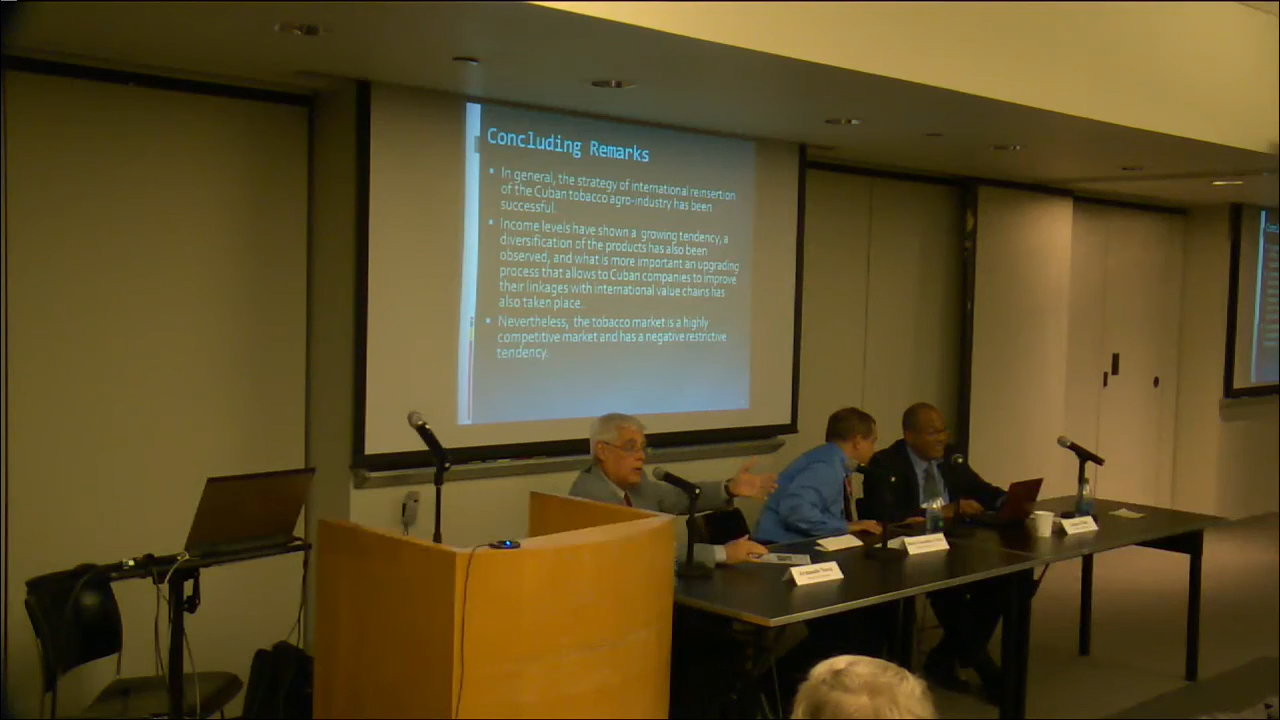 Concluding Remarks
In general, the strategy of international reinsertion
of the Cuban tobacco agro-industry has been
successful.
Income levels have shown a growing tendency, a
diversification of the products has also been
observed, and what is more important an upgrading
process that allows to Cuban companies to improve
their linkages with international value chains has
also taken place.
Nevertheless, the tobacco market is a highly
competitive market and has a negative restrictive
tendency.
Armando Nova